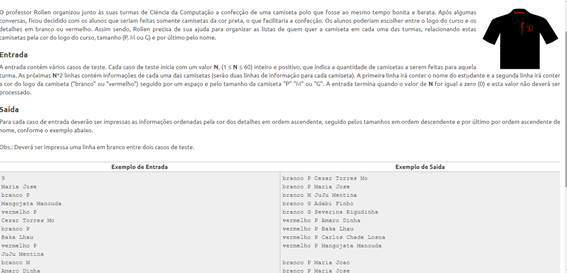 O professor Rolien organizou junto às suas turmas de Ciência da Computação a confecção de uma camiseta polo que fosse ao mesmo tempo bonita e barata. Após algumas
conversas, ficou decidido com os alunos que seriam feitas somente camisetas da cor preta, o que facilitaria a confecção. Os alunos poderiam escolher entre o logo do curso e os
detalhes em branco ou vermelho. Assim sendo, Rolien precisa de sua ajuda para organizar as listas de quem quer a camiseta em cada uma das turmas, relacionando estas
camisetas pela cor do logo do curso, tamanho (P, M ou G) e por último pelo nome.
Entrada
A entrada contém vários casos de teste. Cada caso de teste inicia com um valor N, (1 ≤ N ≤ 60) inteiro e positivo, que indica a quantidade de camisetas a serem feitas para aquela
turma. As próximas N*2 linhas contém informações de cada uma das camisetas (serão duas linhas de informação para cada camiseta). A primeira linha irá conter o nome do estudante e a segunda linha irá conter
a cor do logo da camiseta ("branco" ou "vermelho") seguido por um espaço e pelo tamanho da camiseta "P" "M" ou "G". A entrada termina quando o valor de N for igual a zero (0) e esta valor não deverá ser
processado.
Saída
Para cada caso de entrada deverão ser impressas as informações ordenadas pela cor dos detalhes em ordem ascendente, seguido pelos tamanhos em ordem descendente e por último por ordem ascendente de
nome, conforme o exemplo abaixo.
Obs.: Deverá ser impressa uma linha em branco entre dois casos de teste.
Exemplo de Entrada Exemplo de Saída
9 branco P Cezar Torres Mo
Maria Jose branco P Maria Jose
branco P branco M JuJu Mentina
Mangojata Mancuda branco G Adabi Finho
vermelho P branco G Severina Rigudinha
Cezar Torres Mo vermelho P Amaro Dinha
branco P vermelho P Baka Lhau
Baka Lhau vermelho P Carlos Chade Losna
vermelho P vermelho P Mangojata Mancuda
JuJu Mentina
branco M branco P Maria Joao
Amaro Dinha branco P Maria Jose